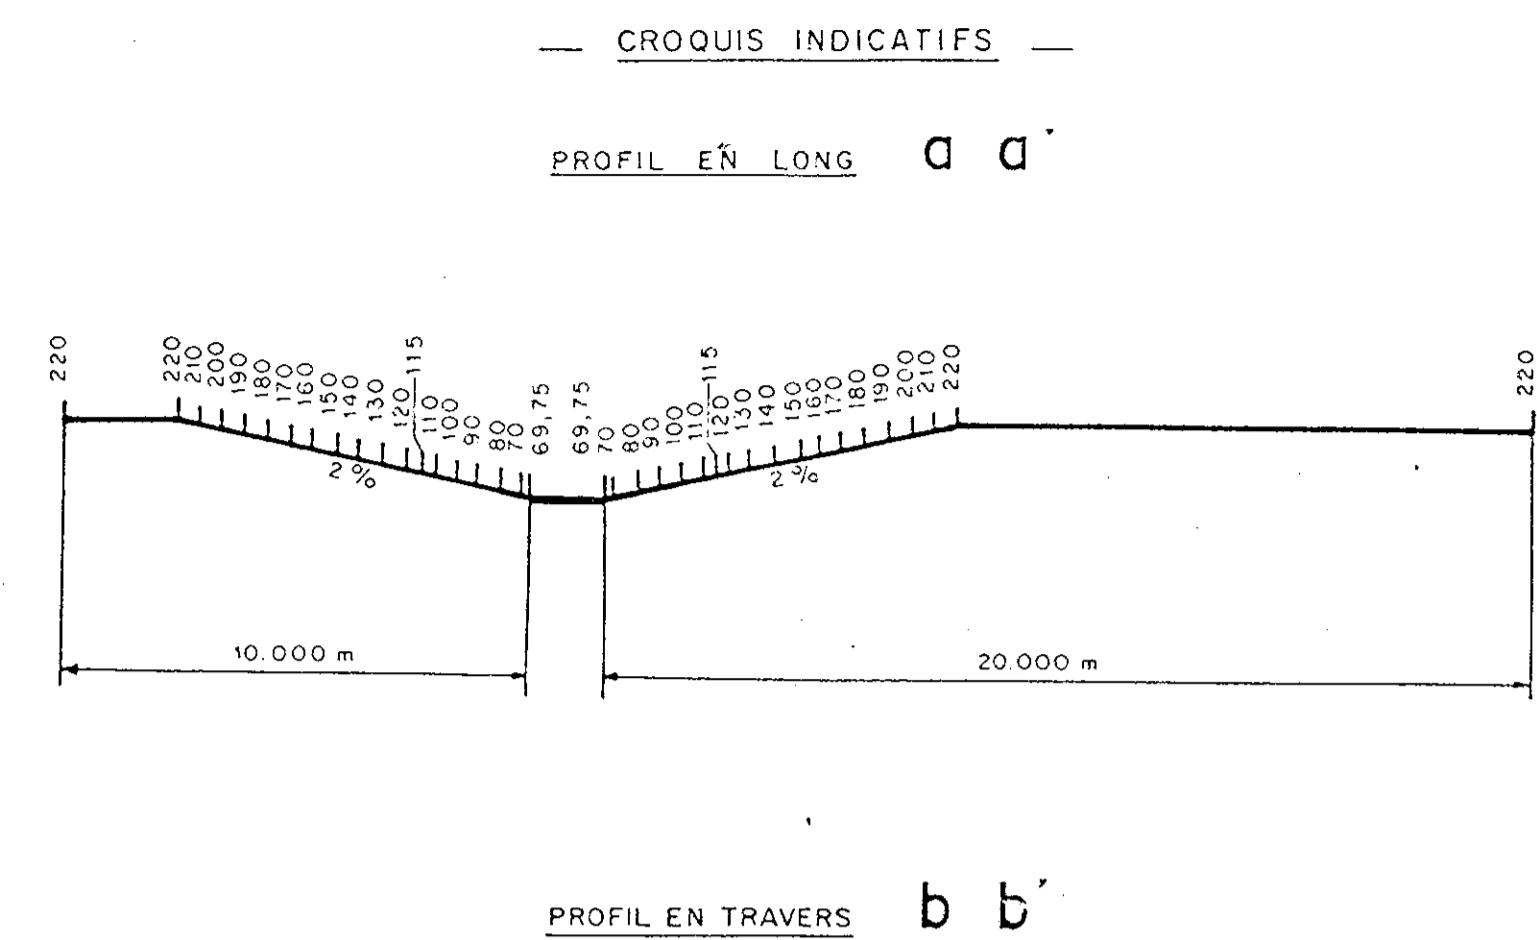 — CROQUIS INDICATIFS —
PROFIL EN LONG a a'
220 220 210 200 190 180 170 160 150 140 130 120 115 110 100 90 80 70 69,75 69,75 70 80 90 100 110 115 120 130 140 150 160 170 180 190 200 210 220 220
2 % 2 %
10.000 m 20.000 m
PROFIL EN TRAVERS b b'